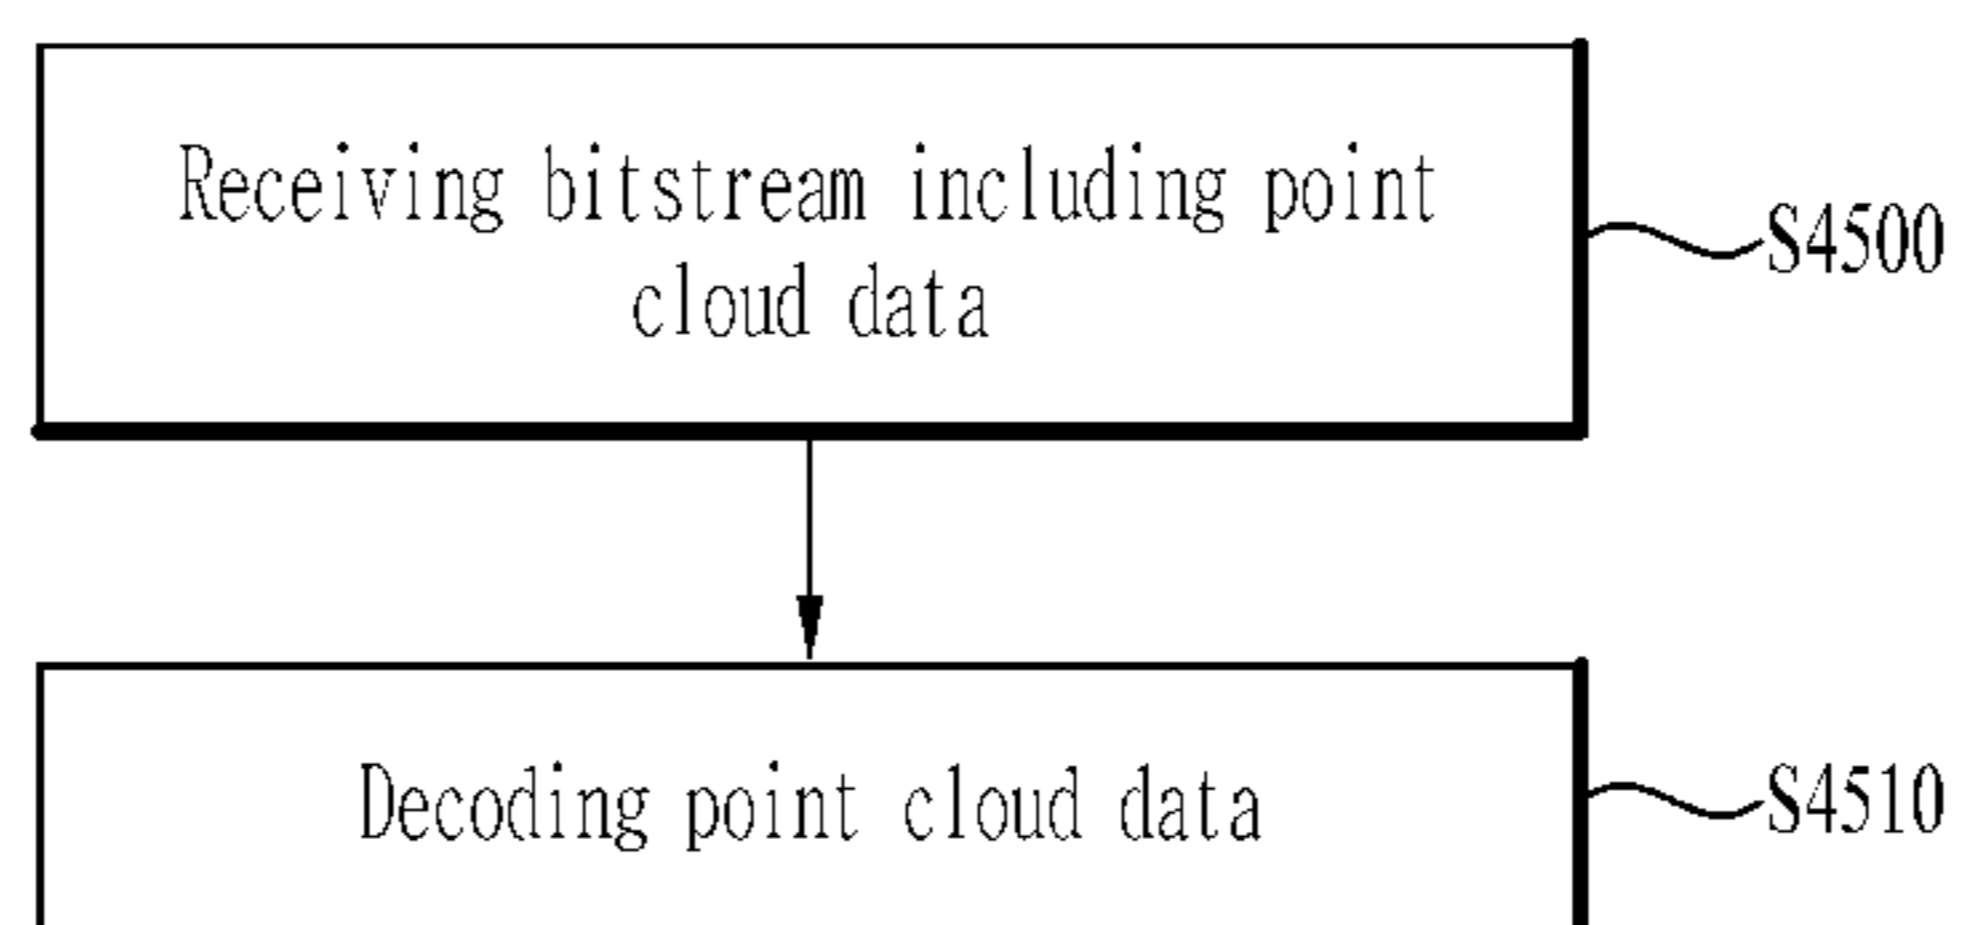 Receiving bitstream including point
cloud data
S4500
Decoding point cloud data
S4510